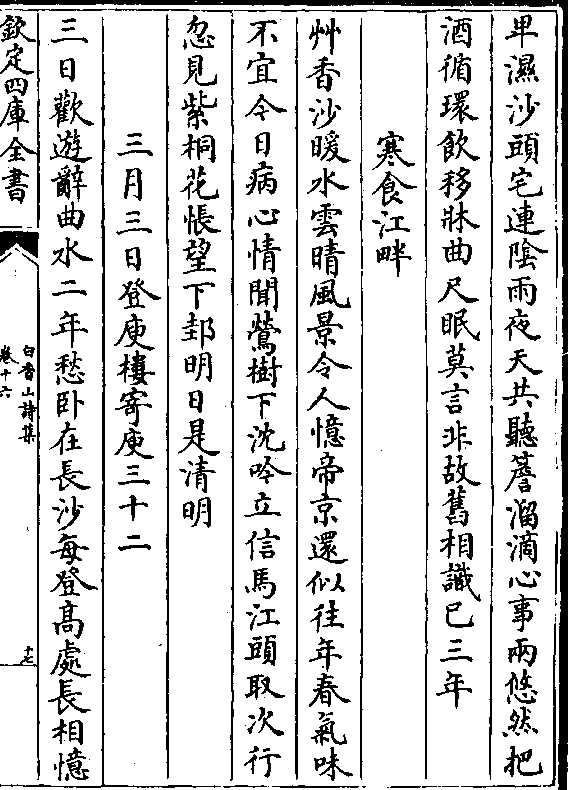 卑濕沙頭宅連陰雨夜天共聽簷溜滴心事兩悠然把
酒循環飲移牀曲尺眠莫言非故舊相識已三年
寒食江畔
艸香沙暖水雲晴風景令人憶帝京還似往年春氣味
不宜今日病心情聞鶯樹下沈吟立信馬江頭取次行
忽見紫桐花悵望下邽明日是清明
三月三日登庾樓寄庾三十二
三日歡遊辭曲水二年愁卧在長沙每登髙處長相憶
欽定四庫全書
白香山詩集
卷十六
十七